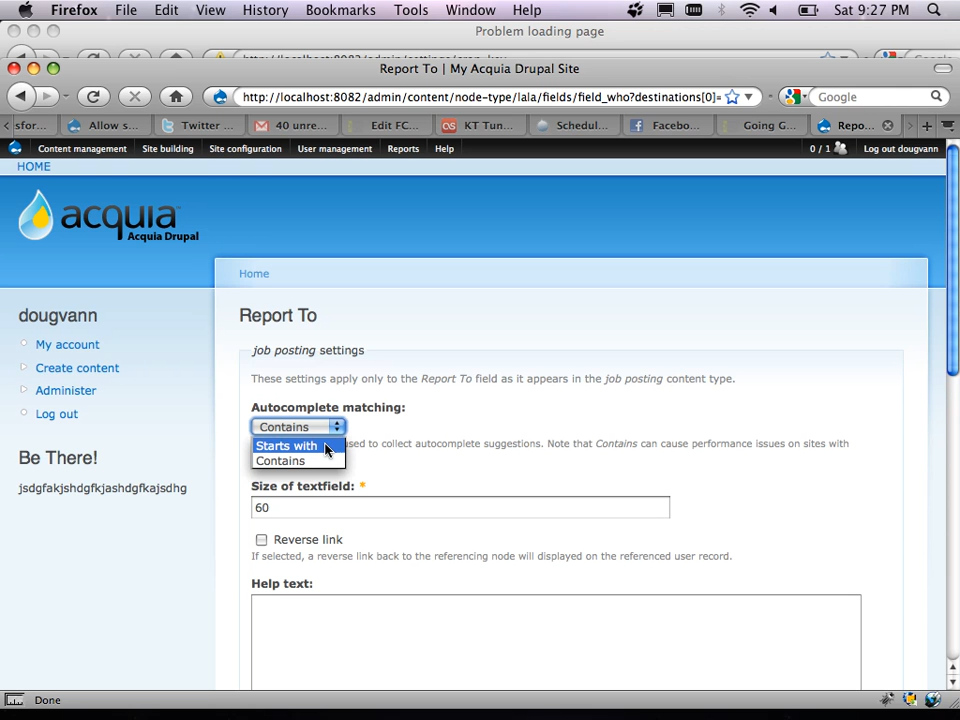 Firefox File Edit View History Bookmarks Tools Window Help Sat 9:27 PM
Problem loading page
Report To | My Acquia Drupal Site
http://localhost:8082/admin/content/node-type/lala/fields/field_who?destinations[0]= Google
sfor... Allow s... Twitter ... 40 unre... Edit FC... KT Tun... Schedul... Facebo... Going G... Repo...
Content management Site building Site configuration User management Reports Help 0 / 1 Log out dougvann
HOME
acquia
Acquia Drupal
Home
dougvann
My account
Create content
Administer
Log out
Be There!
jsdgfakjshdgfkjashdgfkajsdhg
Report To
job posting settings
These settings apply only to the Report To field as it appears in the job posting content type.
Autocomplete matching:
Contains
Starts with
Contains
used to collect autocomplete suggestions. Note that Contains can cause performance issues on sites with
Size of textfield: *
60
Reverse link
If selected, a reverse link back to the referencing node will displayed on the referenced user record.
Help text:
Done